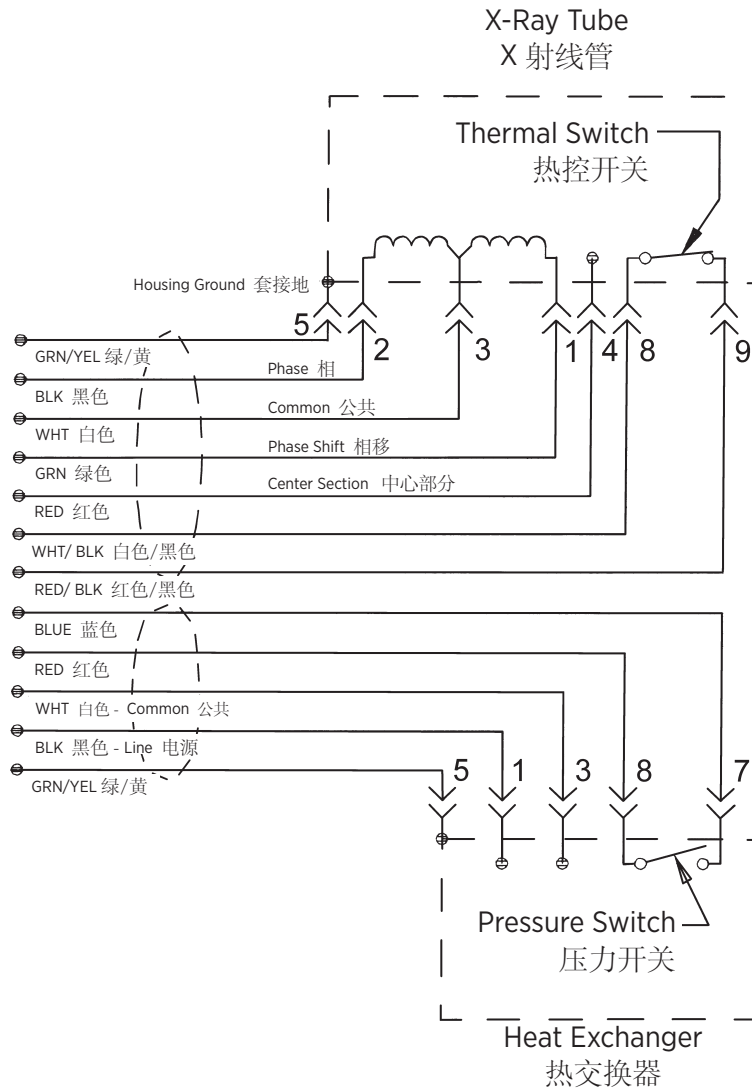 X-Ray Tube
X 射线管
Thermal Switch
热控开关
Housing Ground 套接地
5
2
3
1
4
8
9
GRN/YEL 绿/黄
Phase 相
BLK 黑色
Common 公共
WHT 白色
Phase Shift 相移
GRN 绿色
Center Section 中心部分
RED 红色
WHT/ BLK 白色/黑色
RED/ BLK 红色/黑色
BLUE 蓝色
RED 红色
WHT 白色 - Common 公共
BLK 黑色 - Line 电源
GRN/YEL 绿/黄
5
1
3
8
7
Pressure Switch
压力开关
Heat Exchanger
热交换器